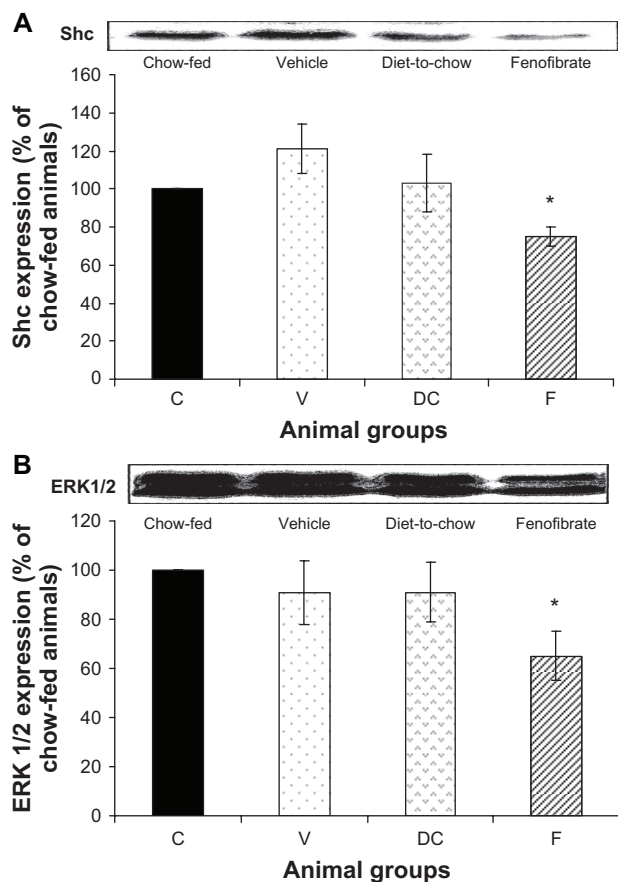 A
Shc
Chow-fed Vehicle Diet-to-chow Fenofibrate
Shc expression (% of
chow-fed animals)
160
140
120
100
80
60
40
20
0
*
C V DC F
Animal groups
B
ERK1/2
Chow-fed Vehicle Diet-to-chow Fenofibrate
ERK 1/2 expression (% of
chow-fed animals)
120
100
80
60
40
20
0
*
C V DC F
Animal groups